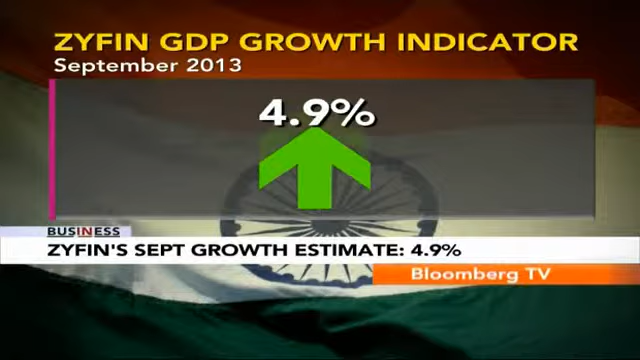 ZYFIN GDP GROWTH INDICATOR
September 2013
4.9%
BUSINESS
ZYFIN'S SEPT GROWTH ESTIMATE: 4.9%
Bloomberg TV